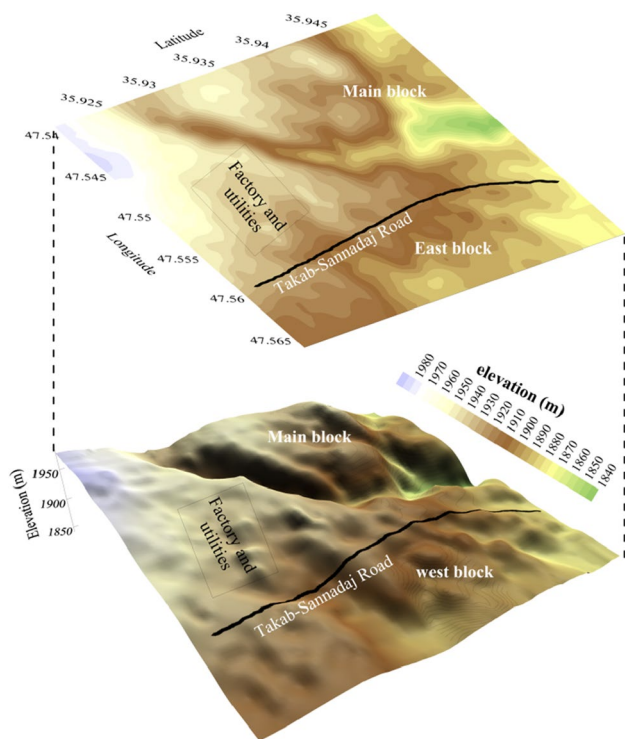 Latitude
35.945
35.94
35.935
35.93
35.925
Main block
47.54
47.545
47.55
47.555
47.56
47.565
Longitude
Factory and
utilities
Takab-Sannadaj Road
East block
elevation (m)
1980
1970
1960
1950
1940
1930
1920
1910
1900
1890
1880
1870
1860
1850
1840
Main block
Elevation (m)
1950
1900
1850
Factory and
utilities
Takab-Sannadaj Road
west block